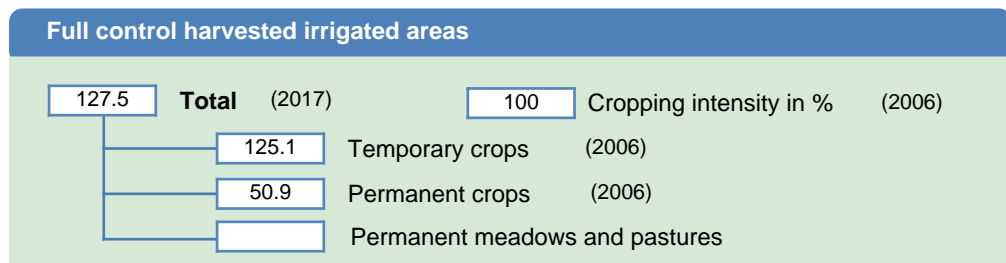 Full control harvested irrigated areas
127.5 Total (2017) 100 Cropping intensity in % (2006)
125.1 Temporary crops (2006)
50.9 Permanent crops (2006)
Permanent meadows and pastures